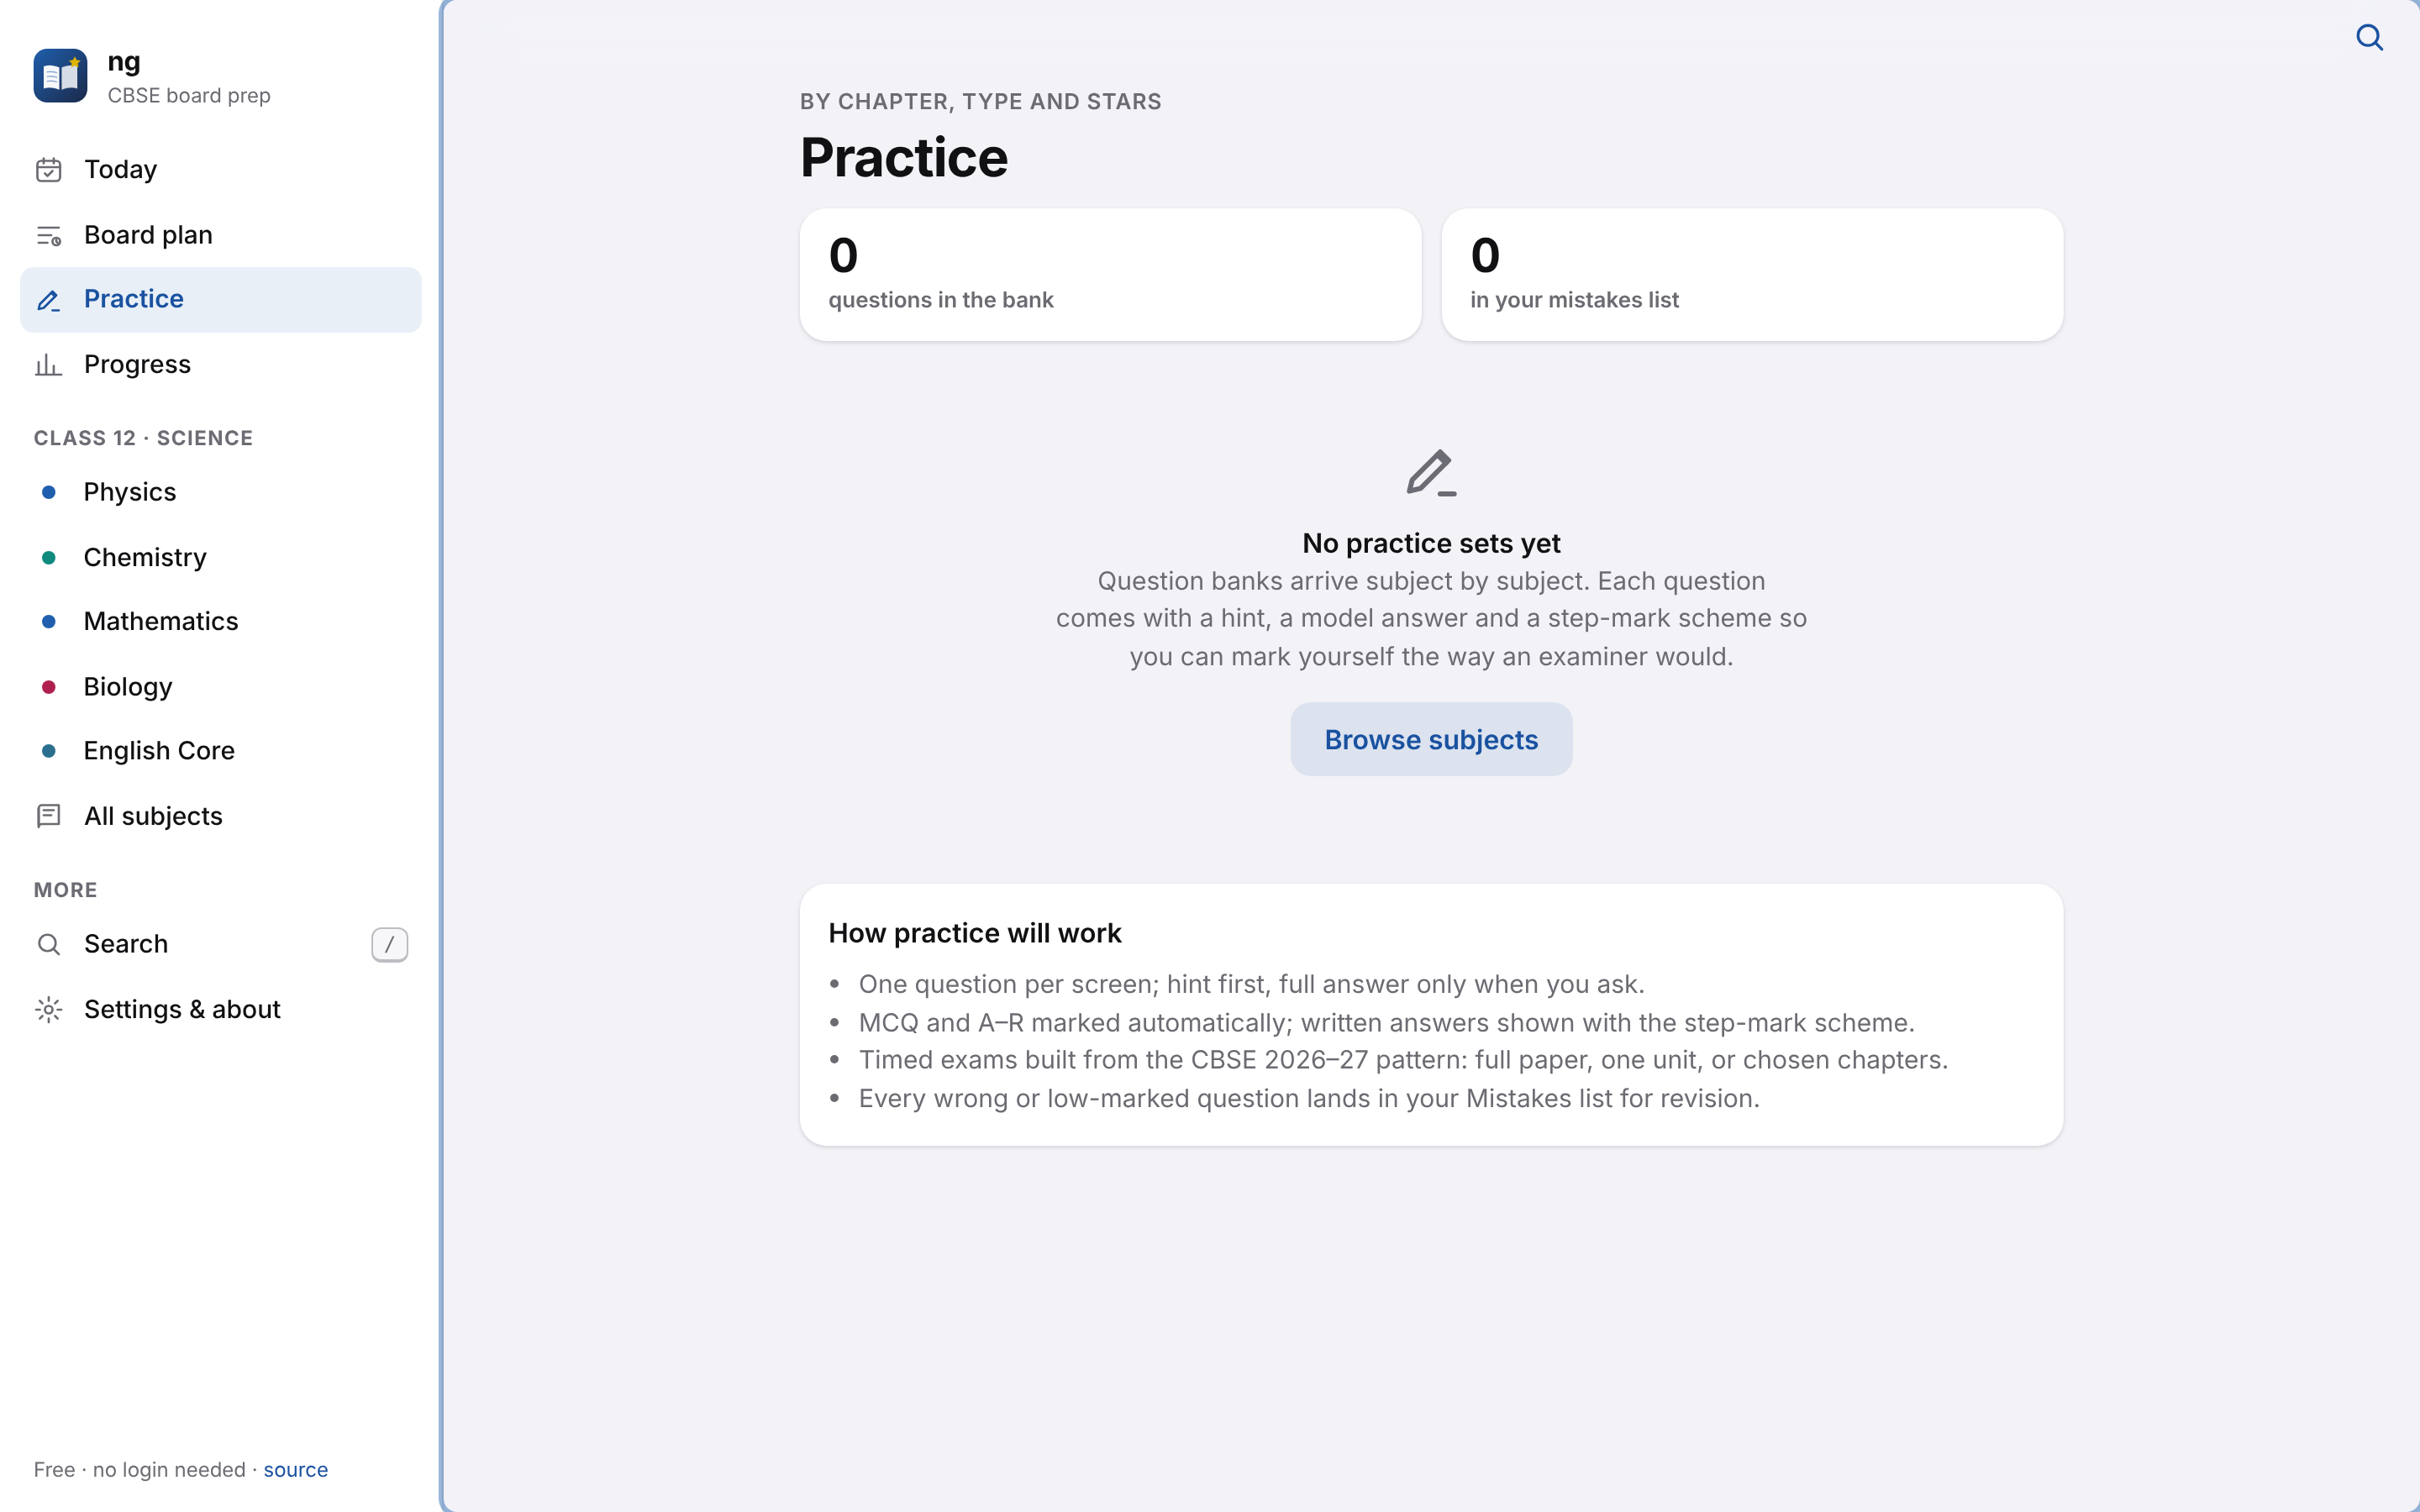 ng
CBSE board prep
Today
Board plan
Practice
Progress
CLASS 12 · SCIENCE
Physics
Chemistry
Mathematics
Biology
English Core
All subjects
MORE
Search
/
Settings & about
Free · no login needed · source
BY CHAPTER, TYPE AND STARS
Practice
0
questions in the bank
0
in your mistakes list
No practice sets yet
Question banks arrive subject by subject. Each question
comes with a hint, a model answer and a step-mark scheme so
you can mark yourself the way an examiner would.
Browse subjects
How practice will work
• One question per screen; hint first, full answer only when you ask.
• MCQ and A–R marked automatically; written answers shown with the step-mark scheme.
• Timed exams built from the CBSE 2026–27 pattern: full paper, one unit, or chosen chapters.
• Every wrong or low-marked question lands in your Mistakes list for revision.